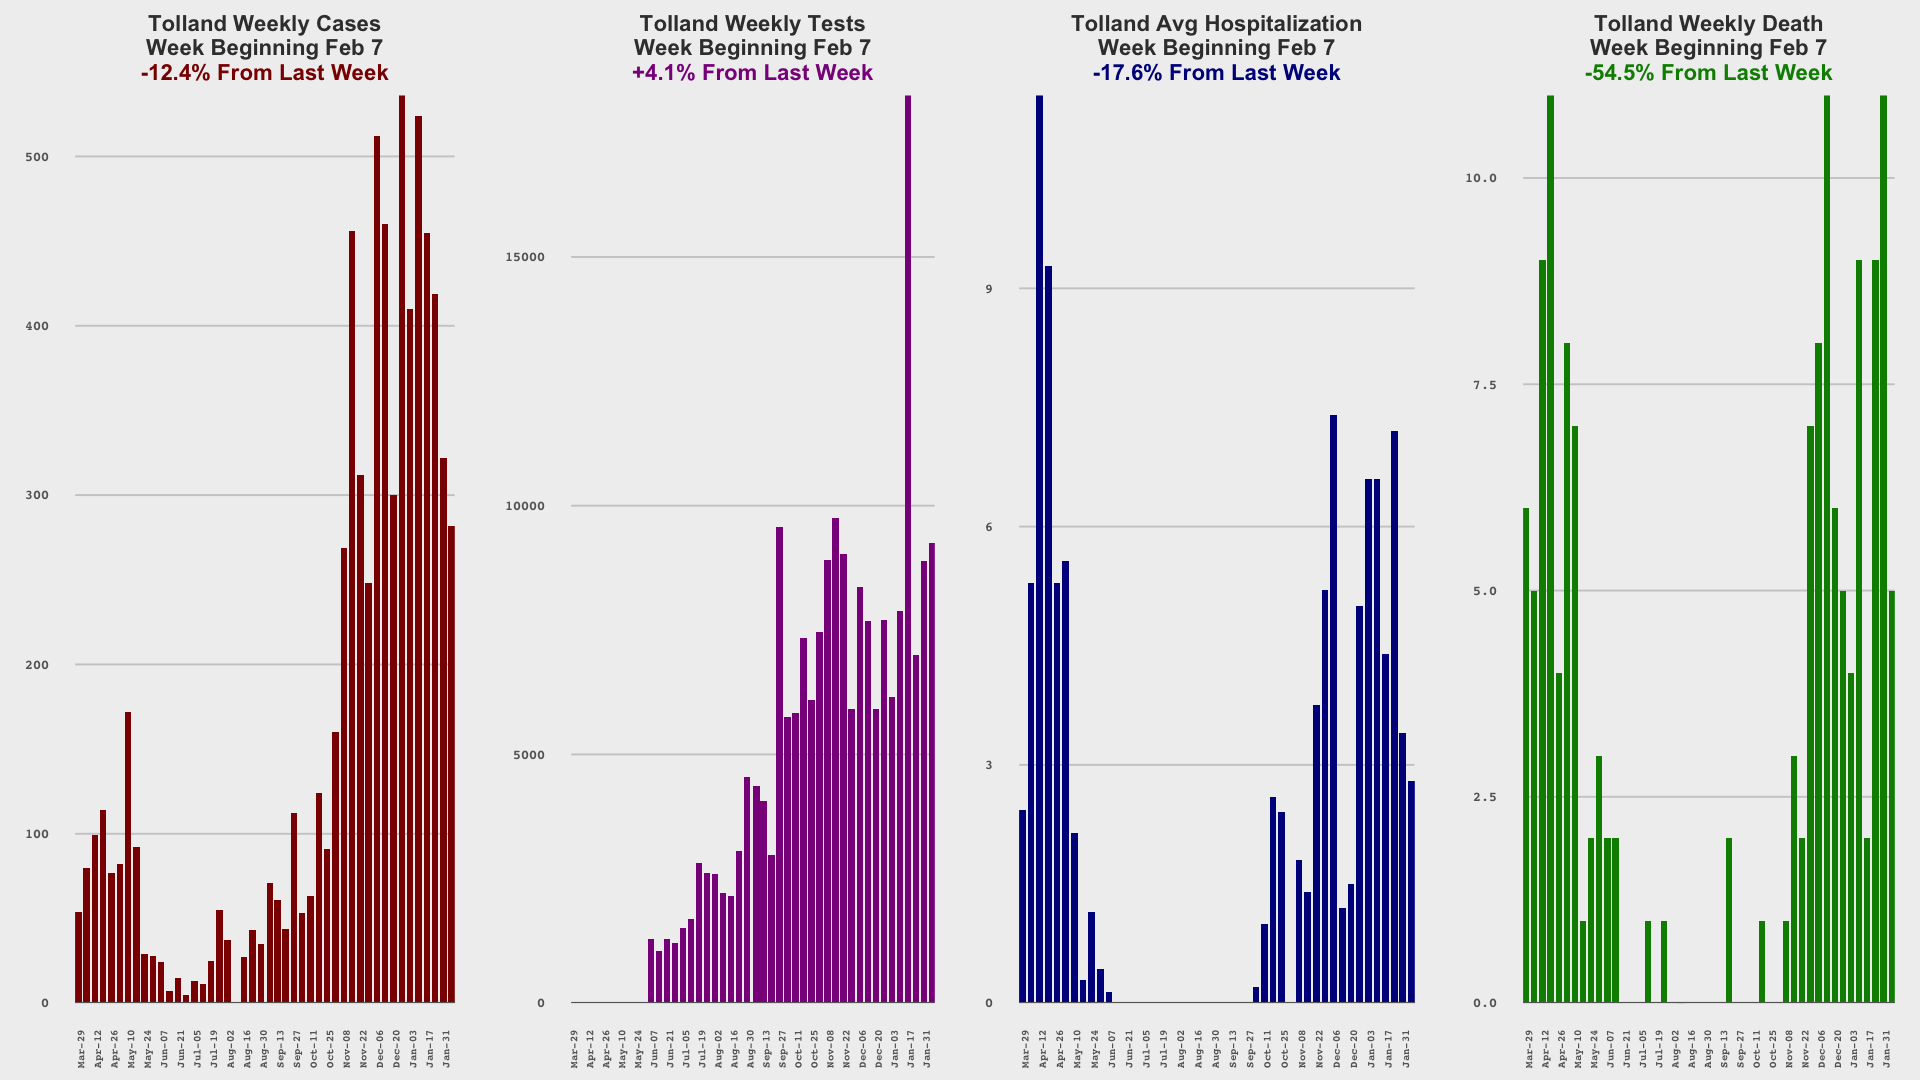 Tolland Weekly Cases
Week Beginning Feb 7
-12.4% From Last Week
500
400
300
200
100
0
Mar-29
Apr-12
Apr-26
May-10
May-24
Jun-07
Jun-21
Jul-05
Jul-19
Aug-02
Aug-16
Aug-30
Sep-13
Sep-27
Oct-11
Oct-25
Nov-08
Nov-22
Dec-06
Dec-20
Jan-03
Jan-17
Jan-31
Tolland Weekly Tests
Week Beginning Feb 7
+4.1% From Last Week
15000
10000
5000
0
Mar-29
Apr-12
Apr-26
May-10
May-24
Jun-07
Jun-21
Jul-05
Jul-19
Aug-02
Aug-16
Aug-30
Sep-13
Sep-27
Oct-11
Oct-25
Nov-08
Nov-22
Dec-06
Dec-20
Jan-03
Jan-17
Jan-31
Tolland Avg Hospitalization
Week Beginning Feb 7
-17.6% From Last Week
9
6
3
0
Mar-29
Apr-12
Apr-26
May-10
May-24
Jun-07
Jun-21
Jul-05
Jul-19
Aug-02
Aug-16
Aug-30
Sep-13
Sep-27
Oct-11
Oct-25
Nov-08
Nov-22
Dec-06
Dec-20
Jan-03
Jan-17
Jan-31
Tolland Weekly Death
Week Beginning Feb 7
-54.5% From Last Week
10.0
7.5
5.0
2.5
0.0
Mar-29
Apr-12
Apr-26
May-10
May-24
Jun-07
Jun-21
Jul-05
Jul-19
Aug-02
Aug-16
Aug-30
Sep-13
Sep-27
Oct-11
Oct-25
Nov-08
Nov-22
Dec-06
Dec-20
Jan-03
Jan-17
Jan-31